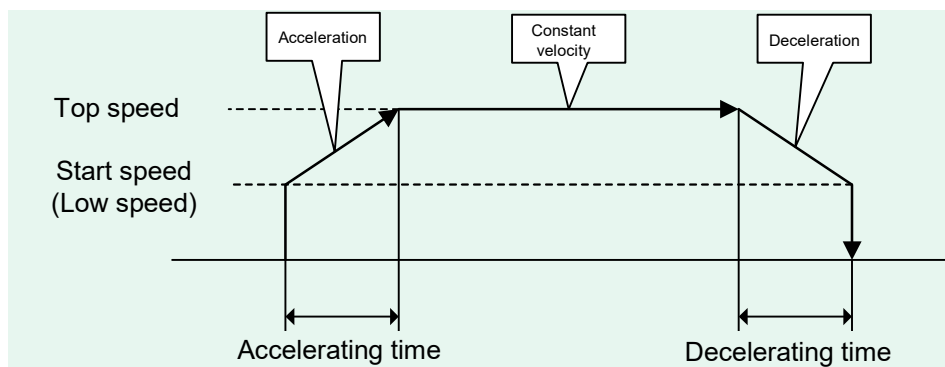 Acceleration
Constant
velocity
Deceleration
Top speed
Start speed
(Low speed)
Accelerating time
Decelerating time